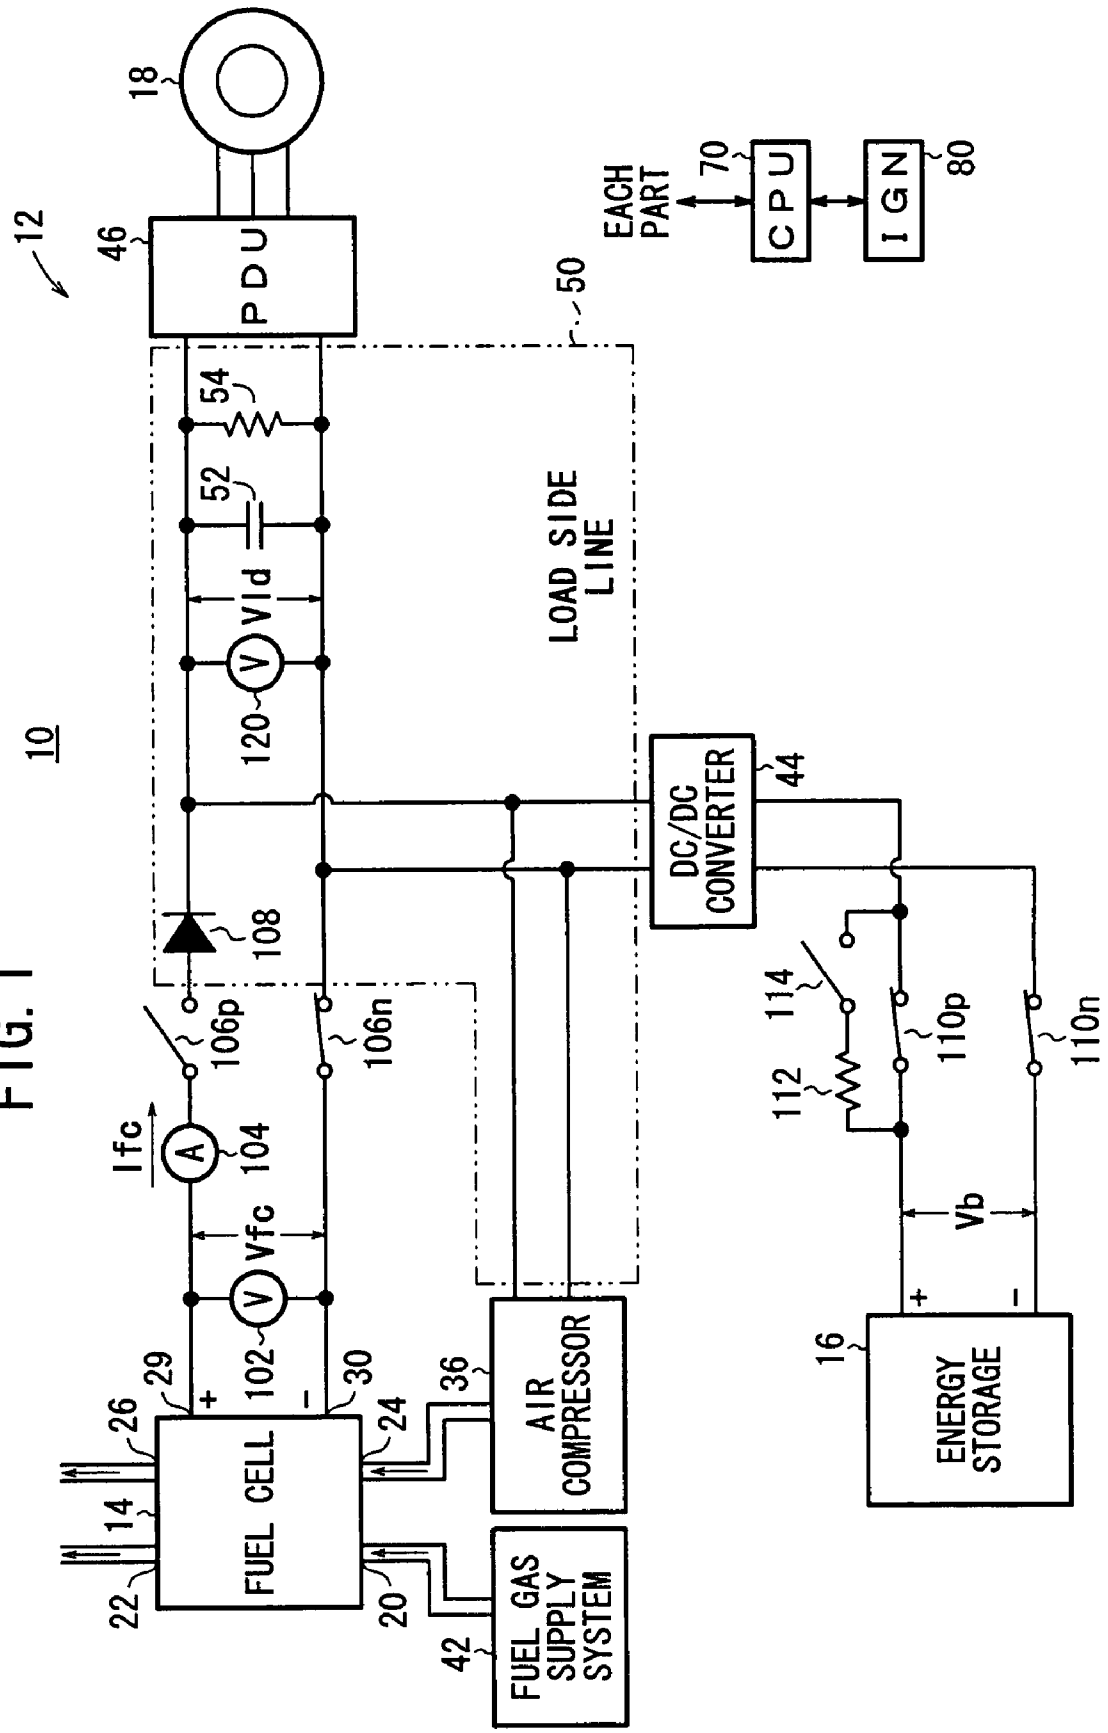 FIG. 1
10
12
18
46
PDU
EACH
PART
70
CPU
IGN
80
50
54
52
Vld
V
120
LOAD SIDE
LINE
108
106p
106n
Ifc
A
104
Vfc
V
102
29
+
-
30
26
14
22
FUEL CELL
24
20
36
AIR
COMPRESSOR
42
FUEL GAS
SUPPLY
SYSTEM
DC/DC
CONVERTER
44
114
112
110p
110n
Vb
+
-
16
ENERGY
STORAGE